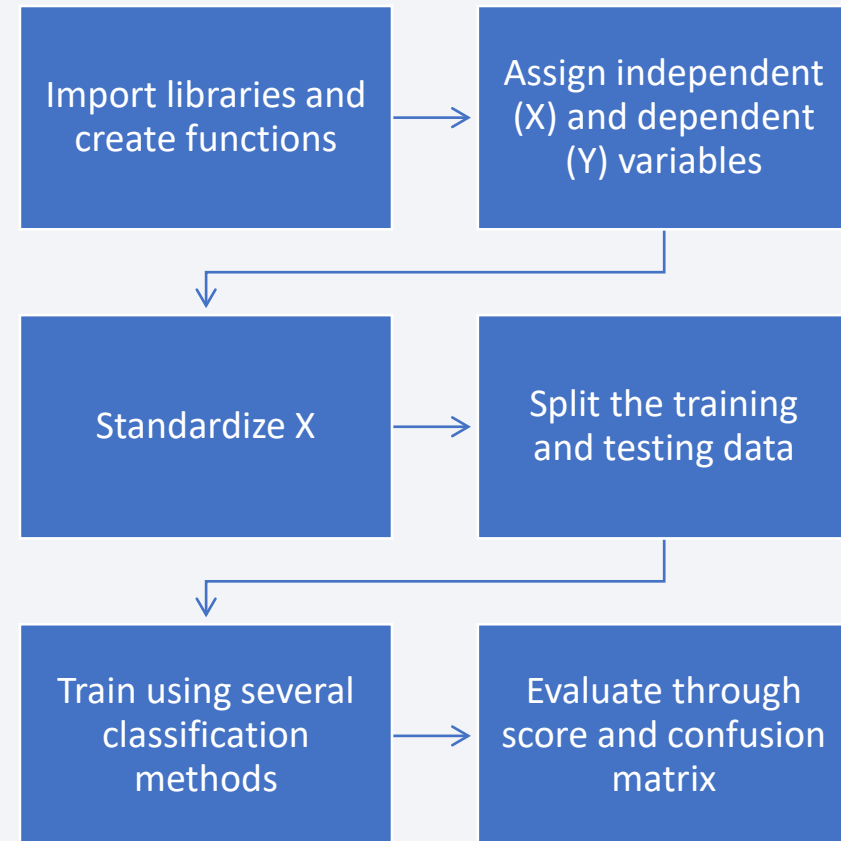 Import libraries and
create functions
Assign independent
(X) and dependent
(Y) variables
Standardize X
Split the training
and testing data
Train using several
classification
methods
Evaluate through
score and confusion
matrix